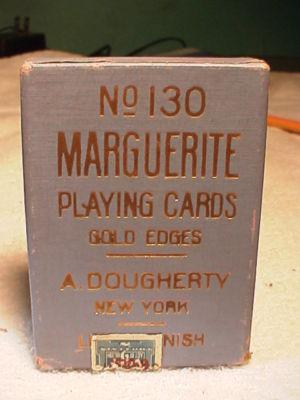 No 130
MARGUERITE
PLAYING CARDS
GOLD EDGES
A. DOUGHERTY
NEW YORK